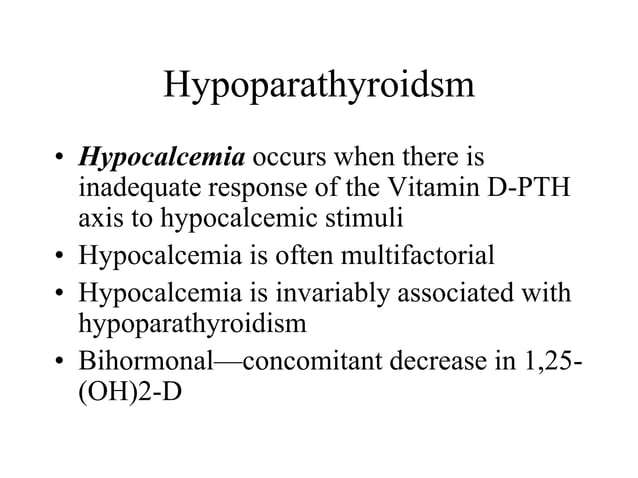 Hypoparathyroidsm
• Hypocalcemia occurs when there is
inadequate response of the Vitamin D-PTH
axis to hypocalcemic stimuli
• Hypocalcemia is often multifactorial
• Hypocalcemia is invariably associated with
hypoparathyroidism
• Bihormonal—concomitant decrease in 1,25-
(OH)2-D